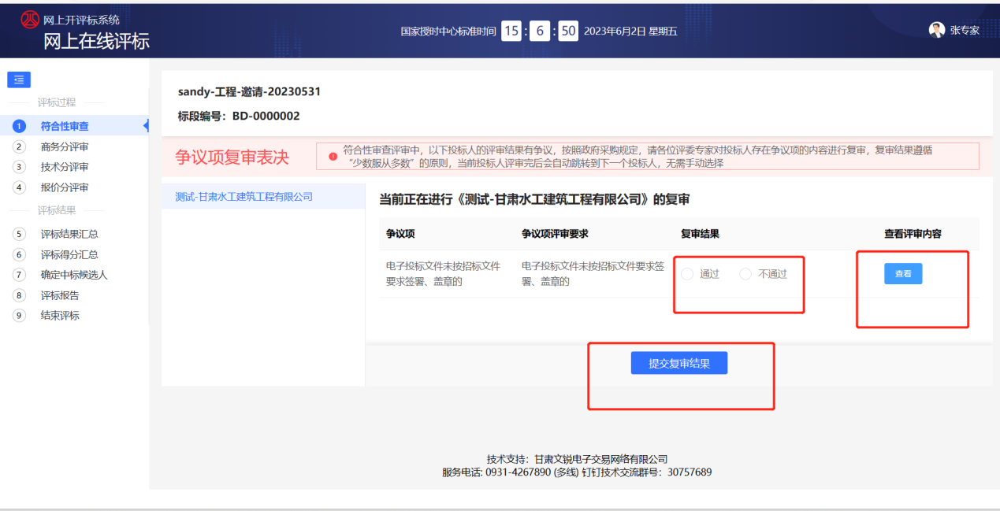 网上开评标系统
网上在线评标
国家授时中心标准时间 15 : 6 : 50 2023年6月2日 星期五
张专家
评标过程
1 符合性审查
2 商务分评审
3 技术分评审
4 报价分评审
评标结果
5 评标结果汇总
6 评标得分汇总
7 确定中标候选人
8 评标报告
9 结束评标
sandy-工程-邀请-20230531
标段编号：BD-0000002
争议项复审表决
符合性审查评审中，以下投标人的评审结果有争议，按照政府采购规定，请各位评委专家对投标人存在争议项的内容进行复审，复审结果遵循
“少数服从多数”的原则，当前投标人评审完后会自动跳转到下一个投标人，无需手动选择
测试-甘肃水工建筑工程有限公司
当前正在进行《测试-甘肃水工建筑工程有限公司》的复审
争议项 争议项评审要求 复审结果 查看评审内容
电子投标文件未按招标文件 电子投标文件未按招标文件要求签
要求签署、盖章的 署、盖章的
通过 不通过 查看
提交复审结果
技术支持：甘肃文锐电子交易网络有限公司
服务电话: 0931-4267890 (多线) 钉钉技术交流群号：30757689